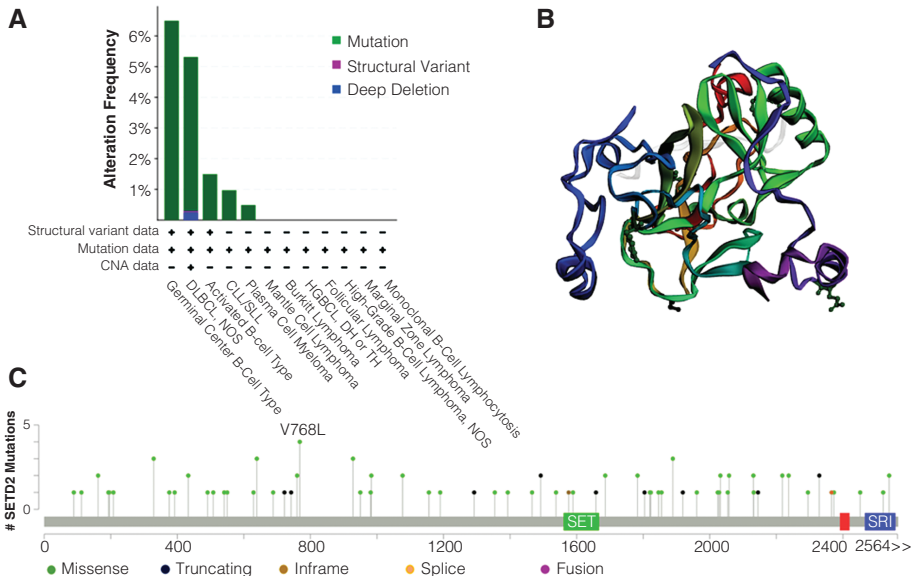 A
B
Alteration Frequency
6%
5%
4%
3%
2%
1%
Mutation
Structural Variant
Deep Deletion
Structural variant data + + + – – – – – – – – –
Mutation data + + + + + + + + + + + +
CNA data – + – – – – – – – – – –
Germinal Center B-Cell Type
DLBCL, NOS
Activated B-cell Type
CLL/SLL
Plasma Cell Myeloma
Mantle Cell Lymphoma
Burkitt Lymphoma
HGBCL, DH or TH
Follicular Lymphoma
High-Grade B-Cell Lymphoma, NOS
Marginal Zone Lymphoma
Monoclonal B-Cell Lymphocytosis
C
# SETD2 Mutations
5
0
V768L
SET
SRI
0 400 800 1200 1600 2000 2400 2564>>
Missense Truncating Inframe Splice Fusion